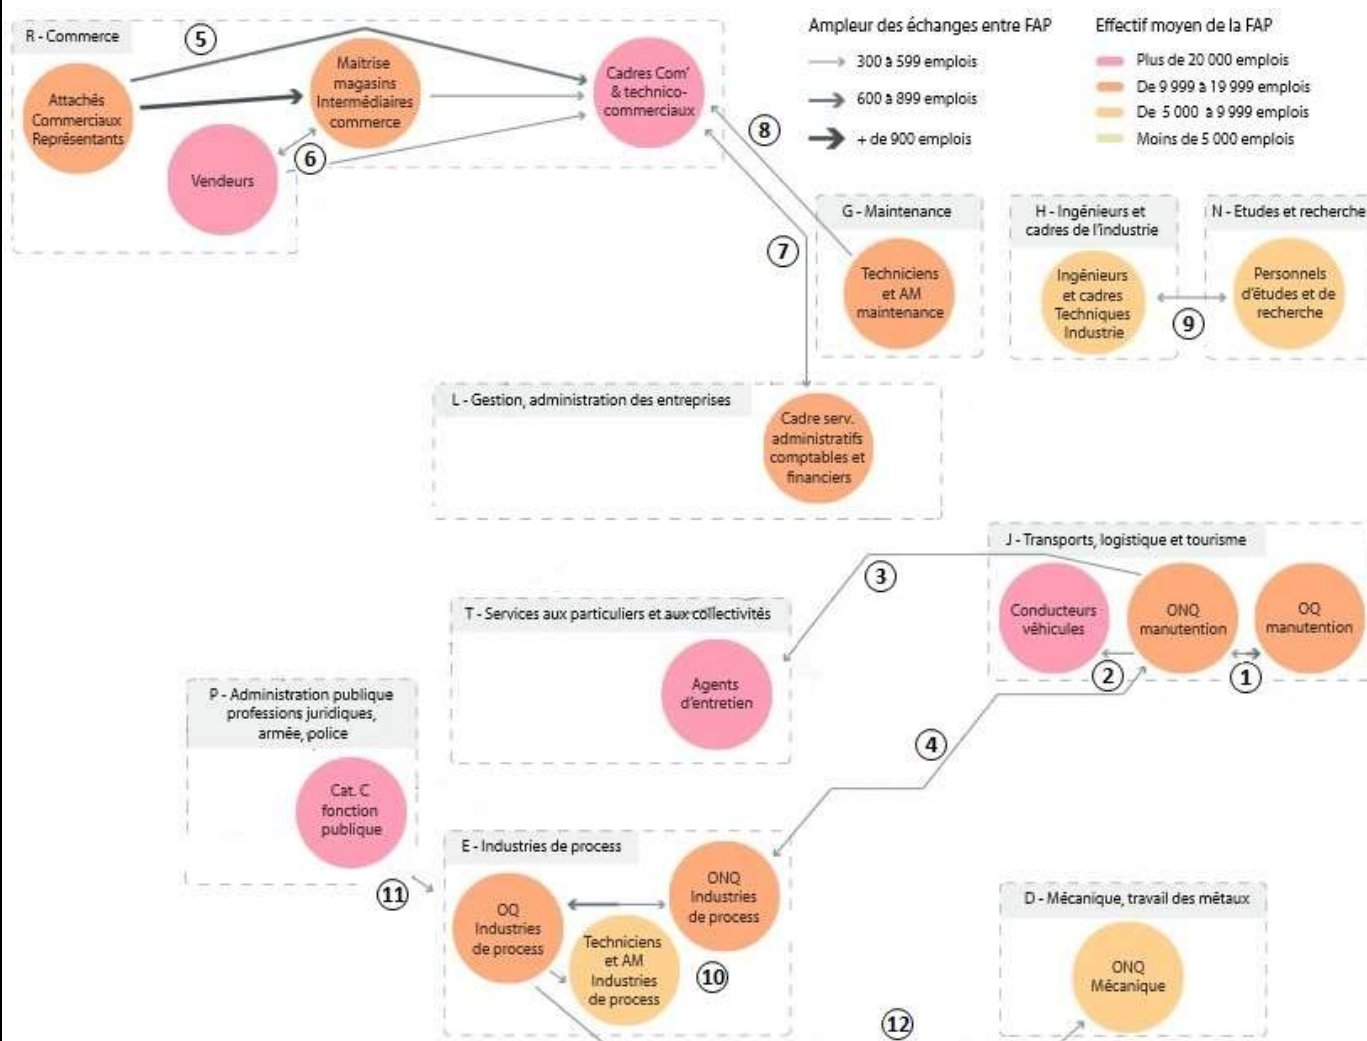 R - Commerce
5
Attachés
Commerciaux
Représentants
Maitrise
magasins
Intermédiaires
commerce
Cadres Com'
& technico-
commerciaux
Vendeurs
6
Ampleur des échanges entre FAP
300 à 599 emplois
600 à 899 emplois
+ de 900 emplois
Effectif moyen de la FAP
Plus de 20 000 emplois
De 9 999 à 19 999 emplois
De 5 000 à 9 999 emplois
Moins de 5 000 emplois
8
7
G - Maintenance
Techniciens
et AM
maintenance
H - Ingénieurs et
cadres de l'industrie
Ingénieurs
et cadres
Techniques
Industrie
9
N - Etudes et recherche
Personnels
d'études et de
recherche
L - Gestion, administration des entreprises
Cadre serv.
administratifs
comptables et
financiers
J - Transports, logistique et tourisme
Conducteurs
véhicules
2
ONQ
manutention
1
OQ
manutention
3
T - Services aux particuliers et aux collectivités
Agents
d'entretien
4
P - Administration publique
professions juridiques,
armée, police
Cat. C
fonction
publique
11
E - Industries de process
OQ
Industries
de process
ONQ
Industries
de process
Techniciens
et AM
Industries
de process
10
D - Mécanique, travail des métaux
ONQ
Mécanique
12